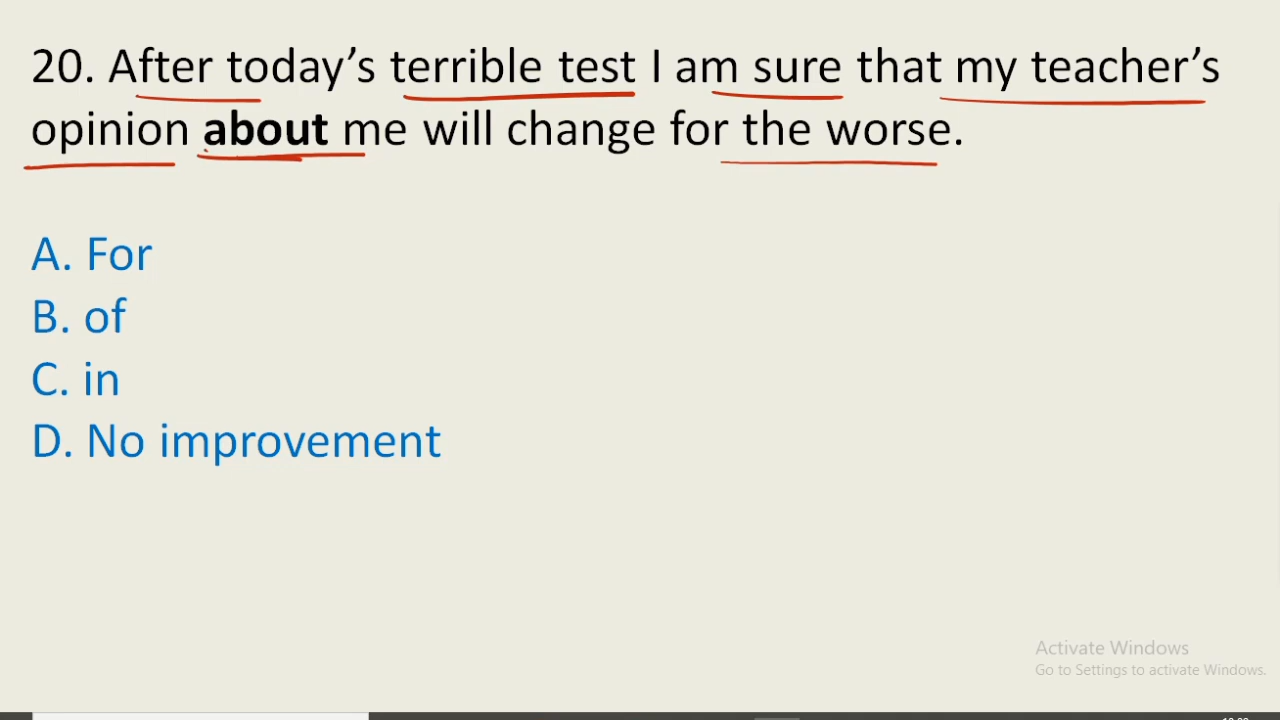 20. After today’s terrible test I am sure that my teacher’s
opinion about me will change for the worse.
A. For
B. of
C. in
D. No improvement
Activate Windows
Go to Settings to activate Windows.